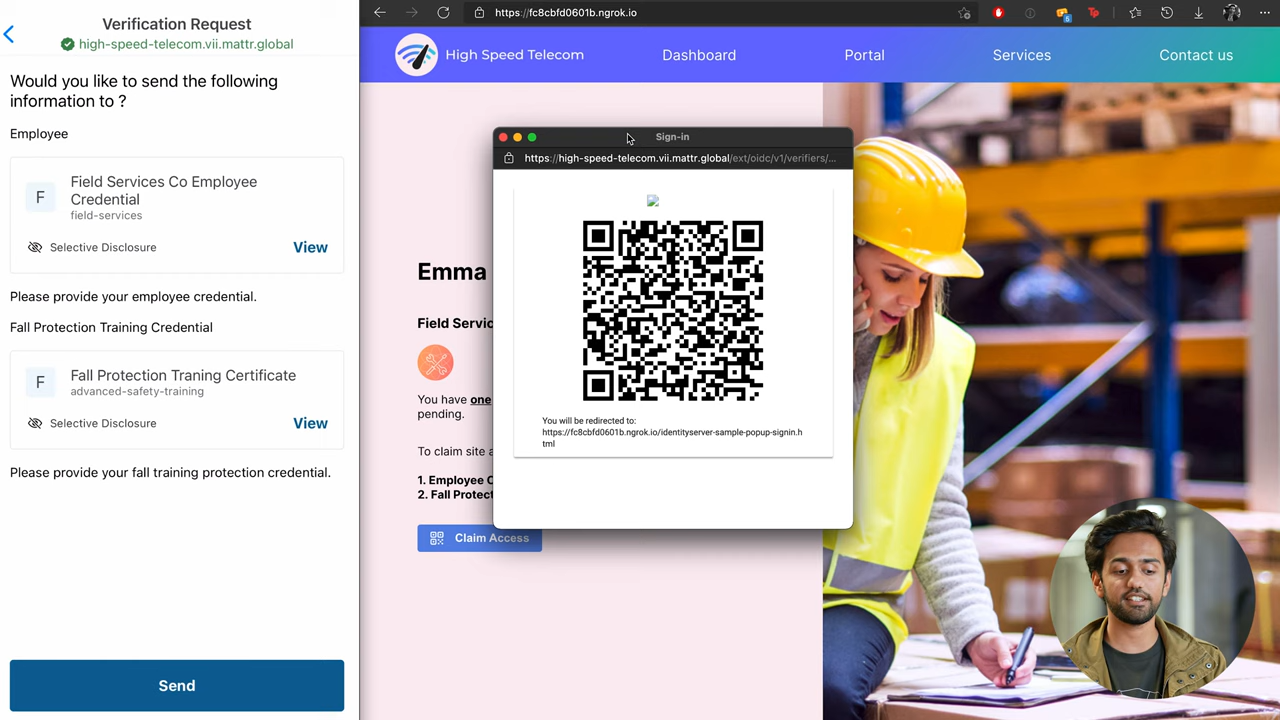 Verification Request
high-speed-telecom.vii.mattr.global
Would you like to send the following
information to ?
Employee
F
Field Services Co Employee
Credential
field-services
Selective Disclosure
View
Please provide your employee credential.
Fall Protection Training Credential
F
Fall Protection Traning Certificate
advanced-safety-training
Selective Disclosure
View
Please provide your fall training protection credential.
Send
https://fc8cbfd0601b.ngrok.io
5
High Speed Telecom
Dashboard
Portal
Services
Contact us
Sign-in
https://high-speed-telecom.vii.mattr.global/ext/oidc/v1/verifiers/...
You will be redirected to:
https://fc8cbfd0601b.ngrok.io/identityserver-sample-popup-signin.h
tml
Emma
Field Servic
You have one
pending.
To claim site a
1. Employee C
2. Fall Protect
Claim Access